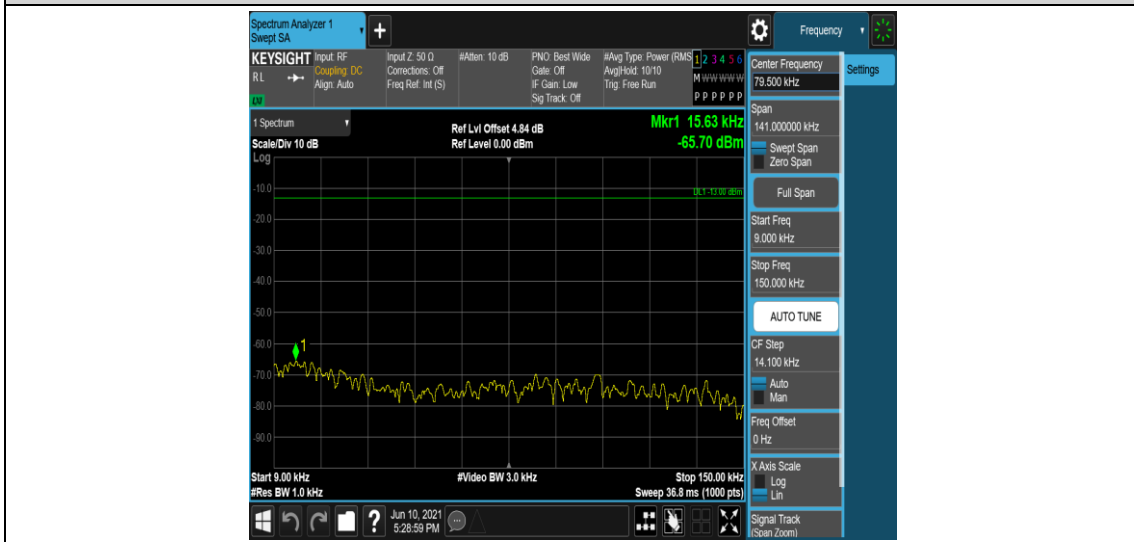 Spectrum Analyzer 1
Swept SA
Frequency
KEYSIGHT
RL
LXI
Input: RF
Coupling: DC
Align: Auto
Input Z: 50 Ω
Corrections: Off
Freq Ref: Int (S)
#Atten: 10 dB
PNO: Best Wide
Gate: Off
IF Gain: Low
Sig Track: Off
#Avg Type: Power (RMS
Avg|Hold: 10/10
Trig: Free Run
1 2 3 4 5 6
M W W W W W
P P P P P P
1 Spectrum
Scale/Div 10 dB
Log
Ref Lvl Offset 4.84 dB
Ref Level 0.00 dBm
Mkr1 15.63 kHz
-65.70 dBm
DL1 -13.00 dBm
-10.0
-20.0
-30.0
-40.0
-50.0
-60.0
-70.0
-80.0
-90.0
1
Start 9.00 kHz
#Res BW 1.0 kHz
#Video BW 3.0 kHz
Stop 150.00 kHz
Sweep 36.8 ms (1000 pts)
Jun 10, 2021
5:28:59 PM
Center Frequency
79.500 kHz
Settings
Span
141.000000 kHz
Swept Span
Zero Span
Full Span
Start Freq
9.000 kHz
Stop Freq
150.000 kHz
AUTO TUNE
CF Step
14.100 kHz
Auto
Man
Freq Offset
0 Hz
X Axis Scale
Log
Lin
Signal Track
(Span Zoom)